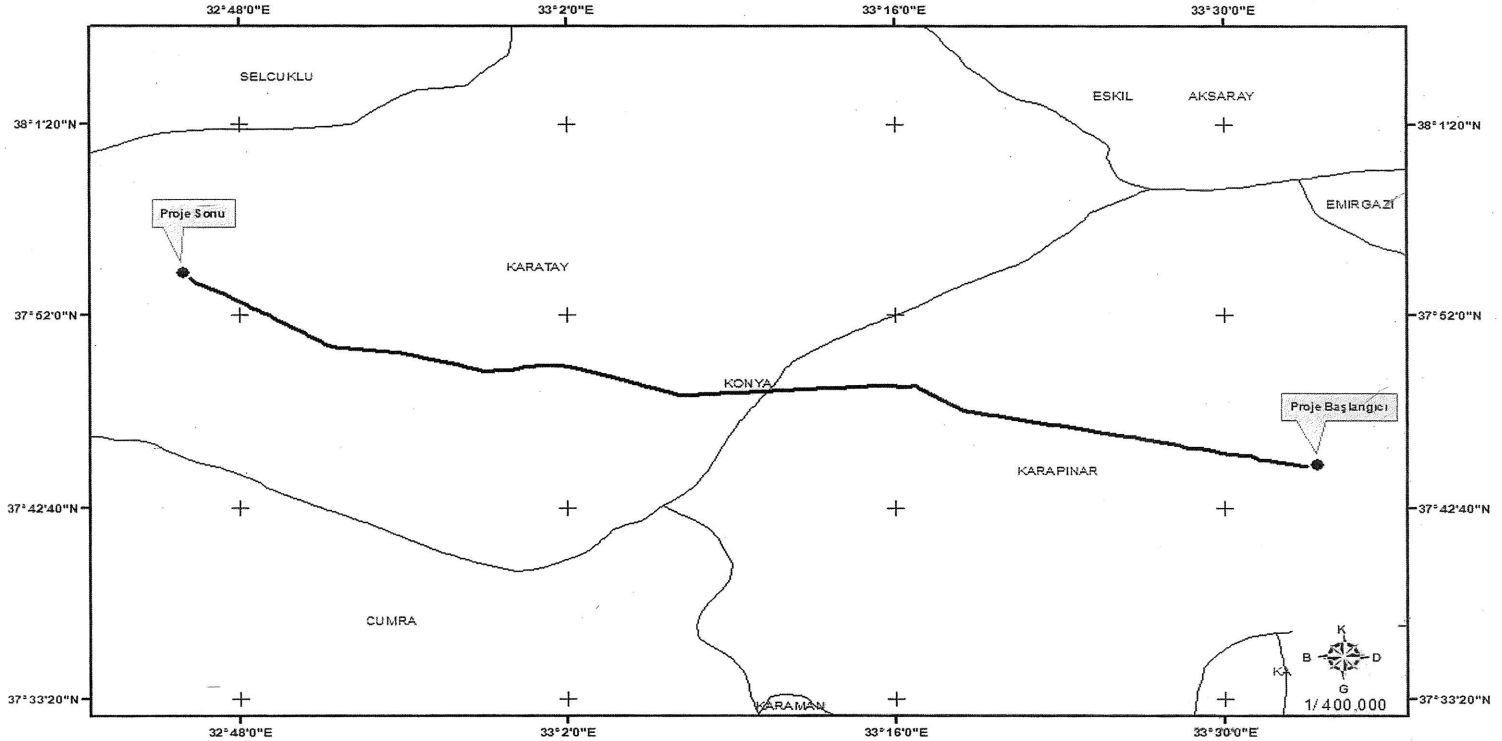 32°48'0"E 33°2'0"E 33°16'0"E 33°30'0"E
SELCUKLU
ESKIL AKSARAY
38°1'20"N 38°1'20"N
EMIRGAZI
Proje Sonu
KARATAY
37°52'0"N 37°52'0"N
KONYA
Proje Başlangıcı
KARAPINAR
37°42'40"N 37°42'40"N
CUMRA
K
B D
KA
G
37°33'20"N 37°33'20"N
KARAMAN
1/400,000
32°48'0"E 33°2'0"E 33°16'0"E 33°30'0"E